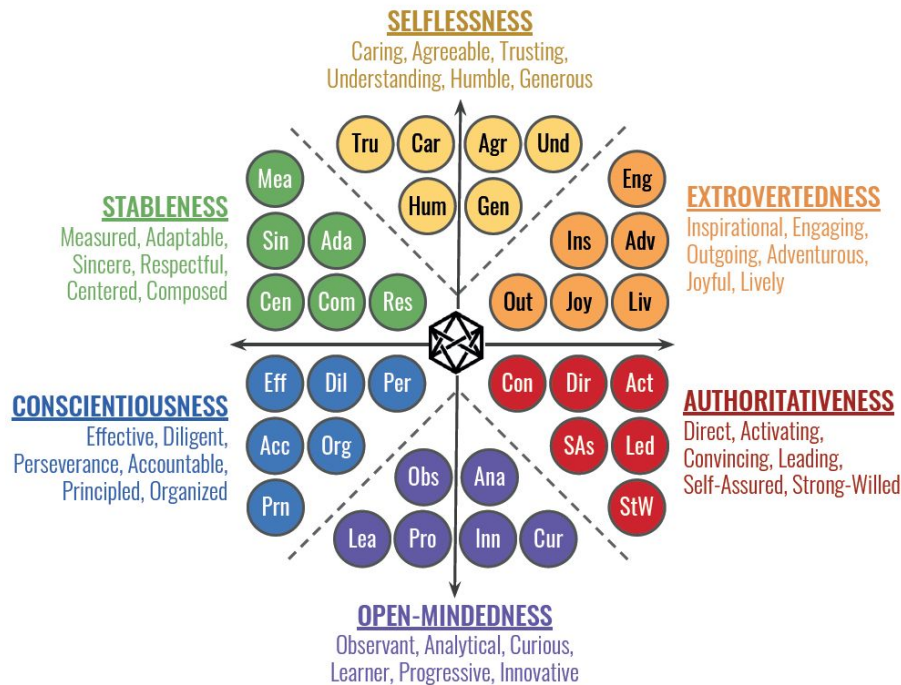 SELFLESSNESS
Caring, Agreeable, Trusting,
Understanding, Humble, Generous
Tru
Car
Agr
Und
Hum
Gen
STABLENESS
Measured, Adaptable,
Sincere, Respectful,
Centered, Composed
Mea
Sin
Ada
Cen
Com
Res
EXTROVERTEDNESS
Inspirational, Engaging,
Outgoing, Adventurous,
Joyful, Lively
Eng
Ins
Adv
Out
Joy
Liv
CONSCIENTIOUSNESS
Effective, Diligent,
Perseverance, Accountable,
Principled, Organized
Eff
Dil
Per
Acc
Org
Prn
AUTHORITATIVENESS
Direct, Activating,
Convincing, Leading,
Self-Assured, Strong-Willed
Con
Dir
Act
SAs
Led
StW
Obs
Ana
Lea
Pro
Inn
Cur
OPEN-MINDEDNESS
Observant, Analytical, Curious,
Learner, Progressive, Innovative